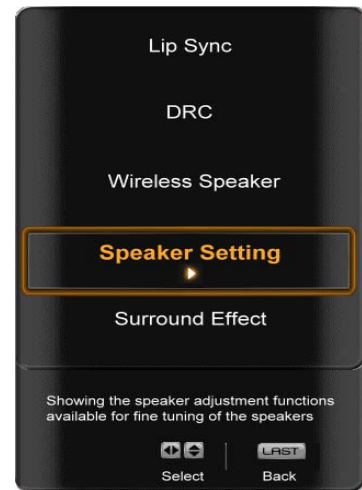 Lip Sync
DRC
Wireless Speaker
Speaker Setting
Surround Effect
Showing the speaker adjustment functions
available for fine tuning of the speakers
LAST
Select
Back